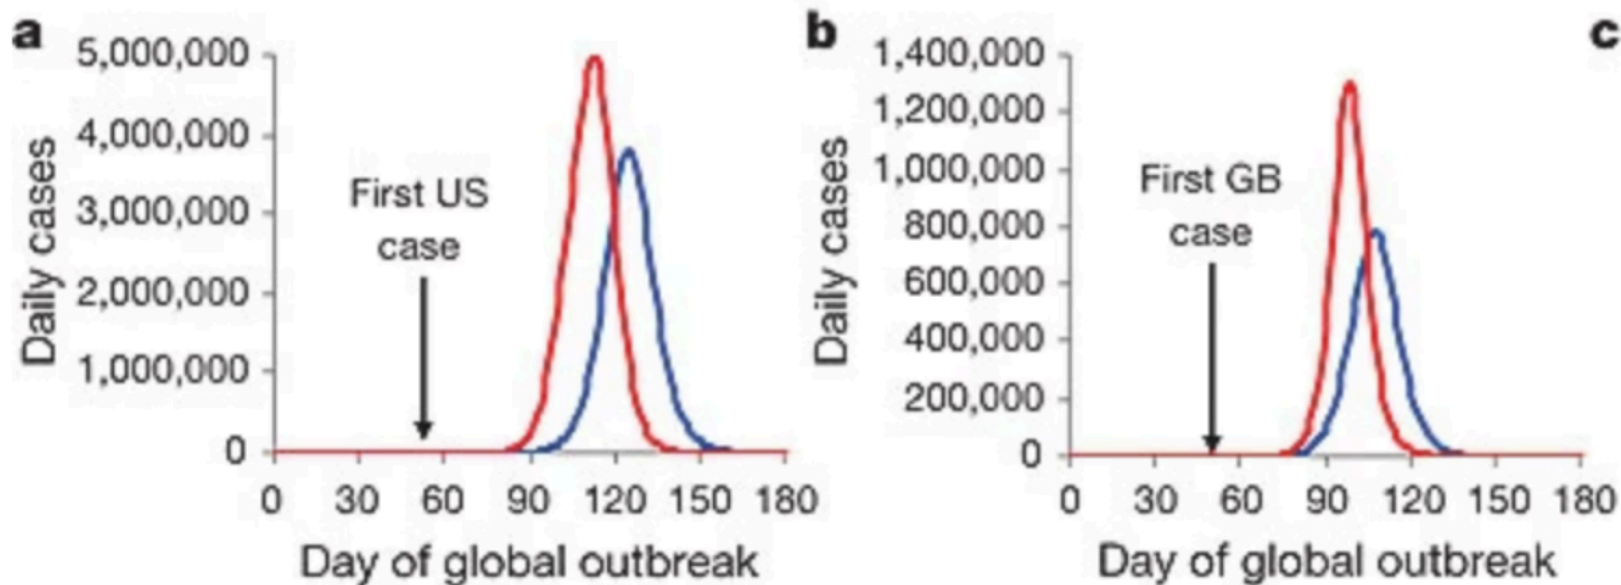 a
5,000,000
4,000,000
3,000,000
2,000,000
1,000,000
0
Daily cases
First US
case
0 30 60 90 120 150 180
Day of global outbreak
b
1,400,000
1,200,000
1,000,000
800,000
600,000
400,000
200,000
0
Daily cases
First GB
case
0 30 60 90 120 150 180
Day of global outbreak
c